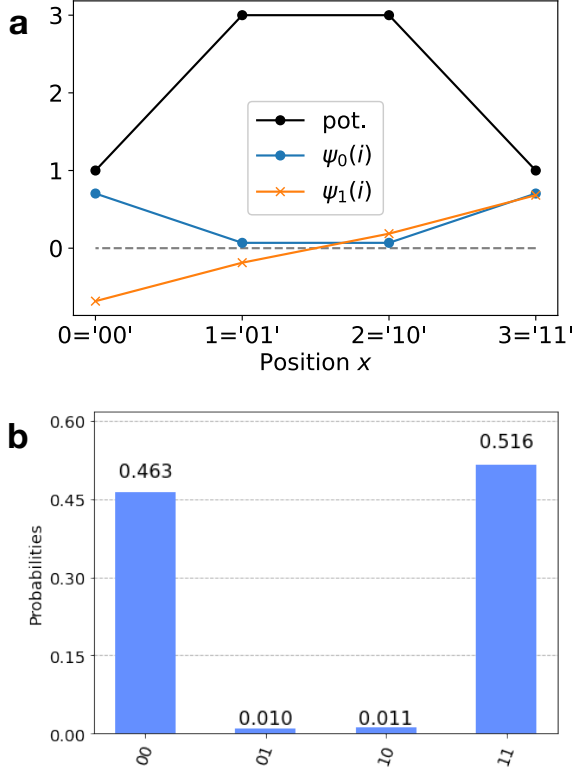 a
3
2
1
0
pot.
ψ₀(i)
ψ₁(i)
0='00' 1='01' 2='10' 3='11'
Position x
b
Probabilities
0.60
0.45
0.30
0.15
0.00
0.463
0.010
0.011
0.516
00 01 10 11